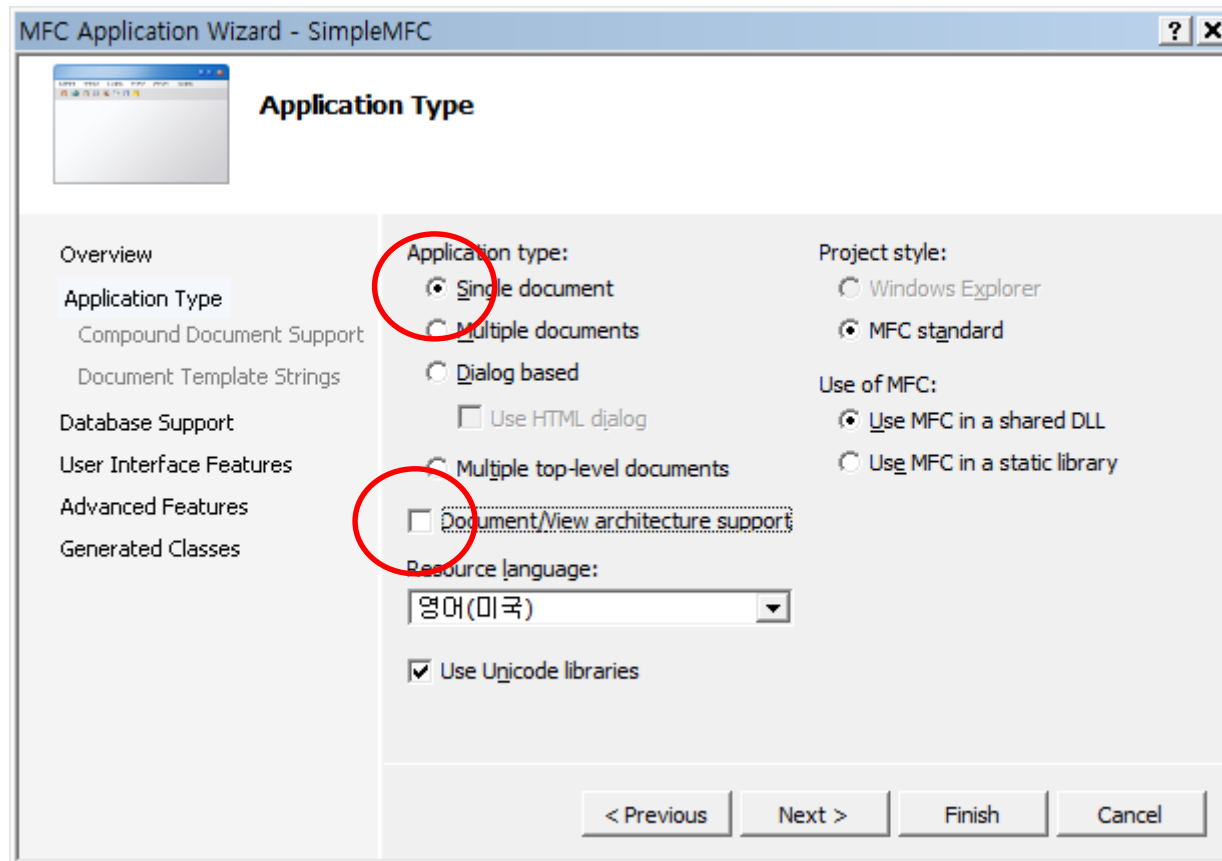 MFC Application Wizard - SimpleMFC
Application Type
Overview
Application Type
Compound Document Support
Document Template Strings
Database Support
User Interface Features
Advanced Features
Generated Classes
Application type:
Single document
Multiple documents
Dialog based
Use HTML dialog
Multiple top-level documents
Document/View architecture support
Resource language:
영어(미국)
Use Unicode libraries
Project style:
Windows Explorer
MFC standard
Use of MFC:
Use MFC in a shared DLL
Use MFC in a static library
< Previous
Next >
Finish
Cancel